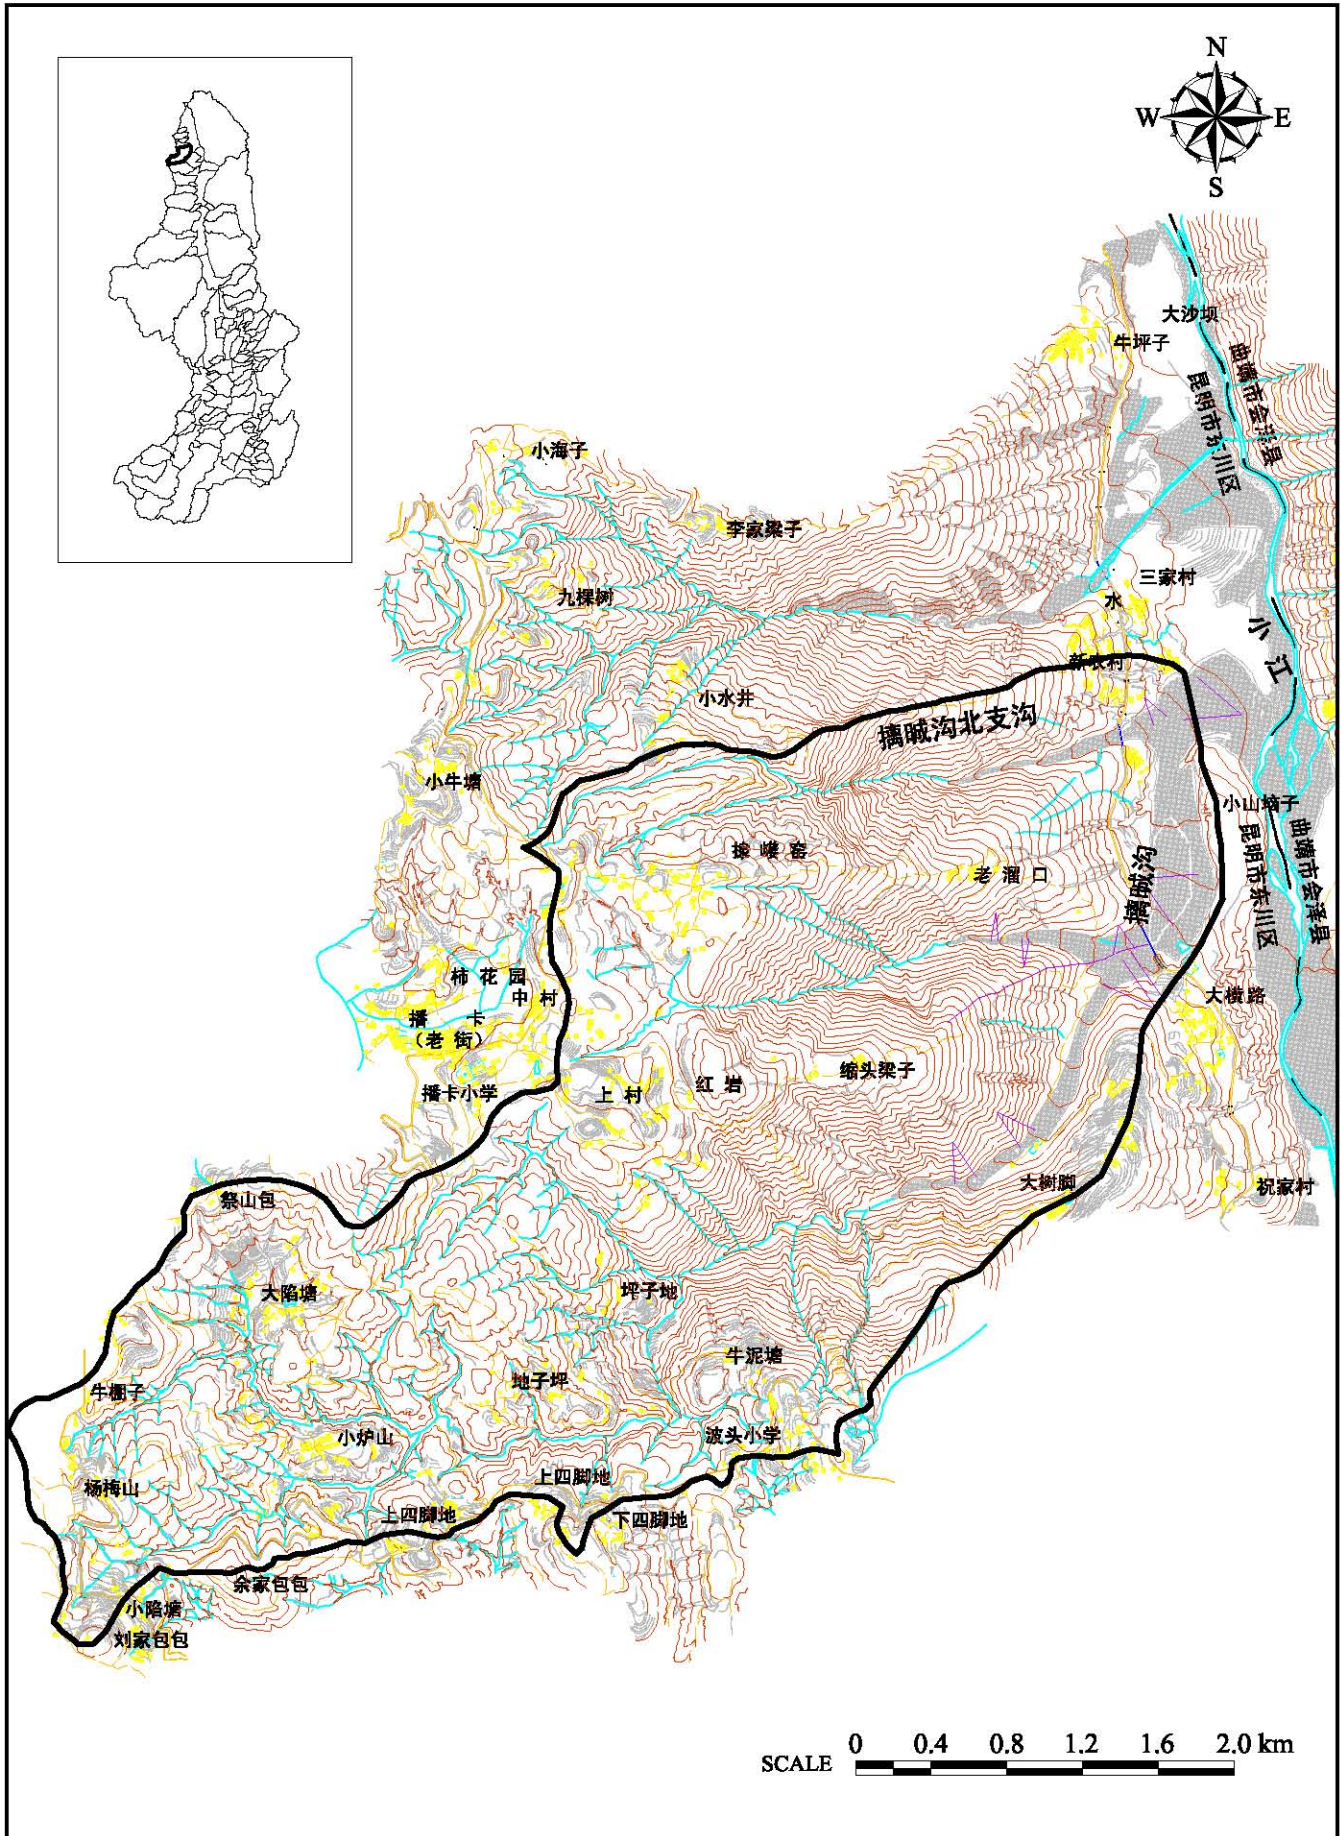 N
W
E
S
大沙坝
牛坪子
曲靖市会泽县
昆明市东川区
小海子
李家梁子
九棵树
三家村
水
小江
新农村
小水井
沟北支沟
小牛塘
小山垴子
窑
老溜口
沟
昆明市东川区
曲靖市会泽县
柿花园
中村
大横路
播卡
（老街）
播卡小学
上村
红岩
缩头梁子
大树脚
祝家村
祭山包
大陷塘
坪子地
牛泥塘
地子坪
牛棚子
小炉山
波头小学
杨梅山
上四脚地
上四脚地
下四脚地
余家包包
小陷塘
刘家包包
SCALE
0 0.4 0.8 1.2 1.6 2.0 km